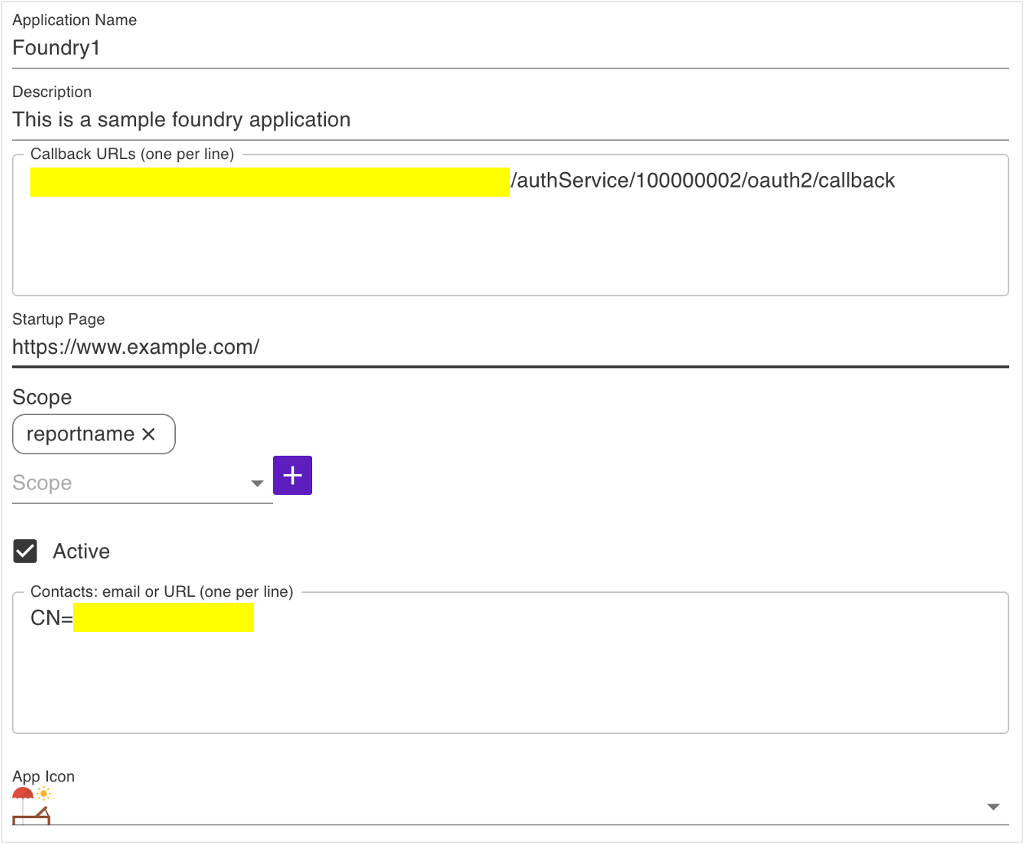 Application Name
Foundry1
Description
This is a sample foundry application
Callback URLs (one per line)
/authService/100000002/oauth2/callback
Startup Page
https://www.example.com/
Scope
reportname ×
Scope
+
Active
Contacts: email or URL (one per line)
CN=
App Icon